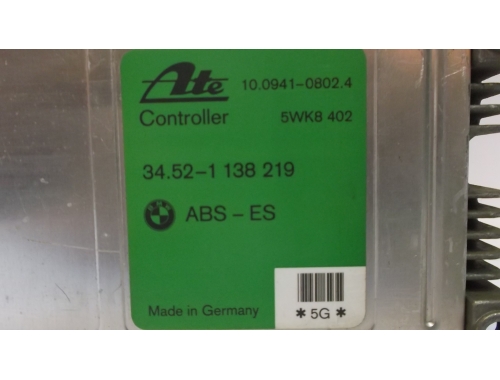 Ate 10.0941-0802.4
Controller 5WK8 402
34.52-1 138 219
BMW ABS - ES
Made in Germany * 5G *